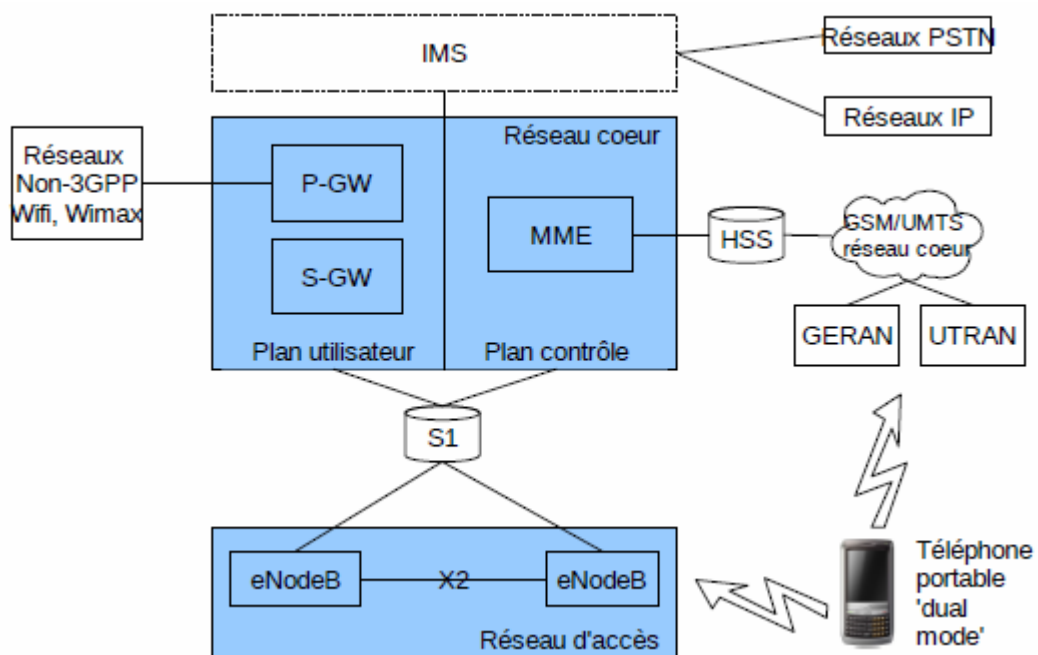 IMS
Réseaux PSTN
Réseaux IP
Réseau coeur
Réseaux
Non-3GPP
Wifi, Wimax
P-GW
S-GW
MME
HSS
GSM/UMTS
réseau coeur
GERAN
UTRAN
Plan utilisateur
Plan contrôle
S1
eNodeB
X2
eNodeB
Réseau d'accès
Téléphone
portable
'dual
mode'